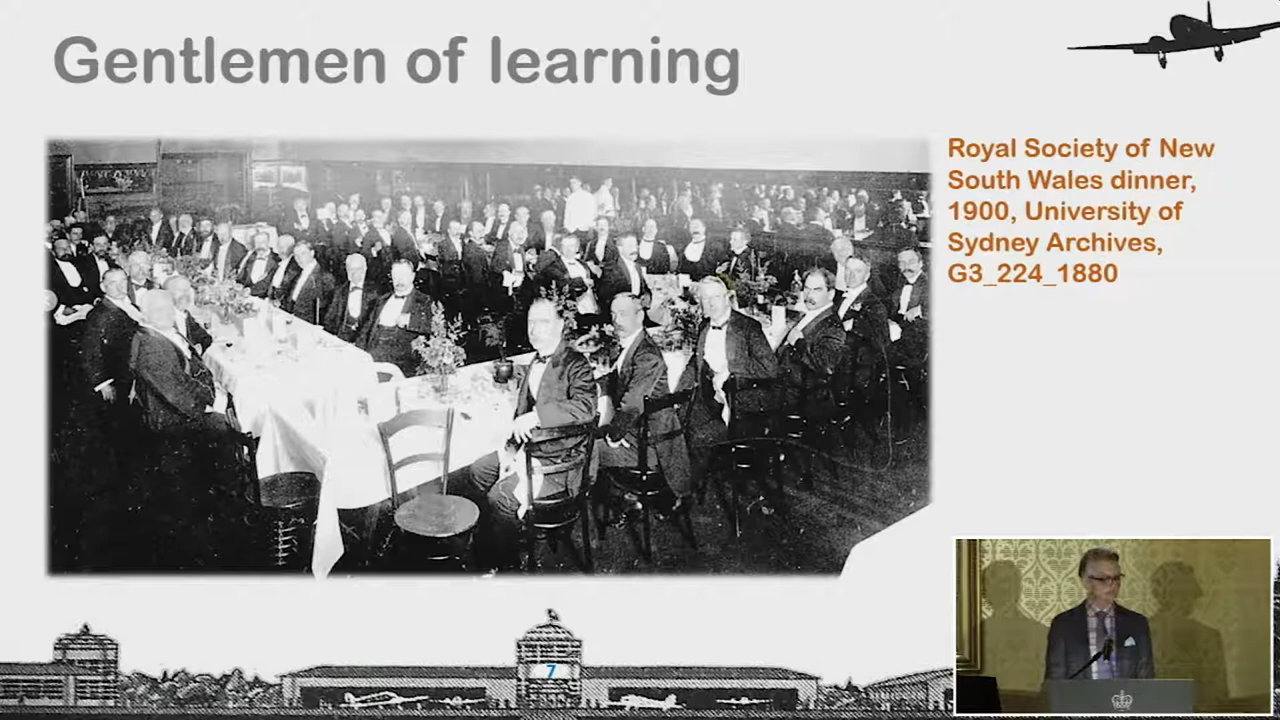 Gentlemen of learning
Royal Society of New
South Wales dinner,
1900, University of
Sydney Archives,
G3_224_1880
7